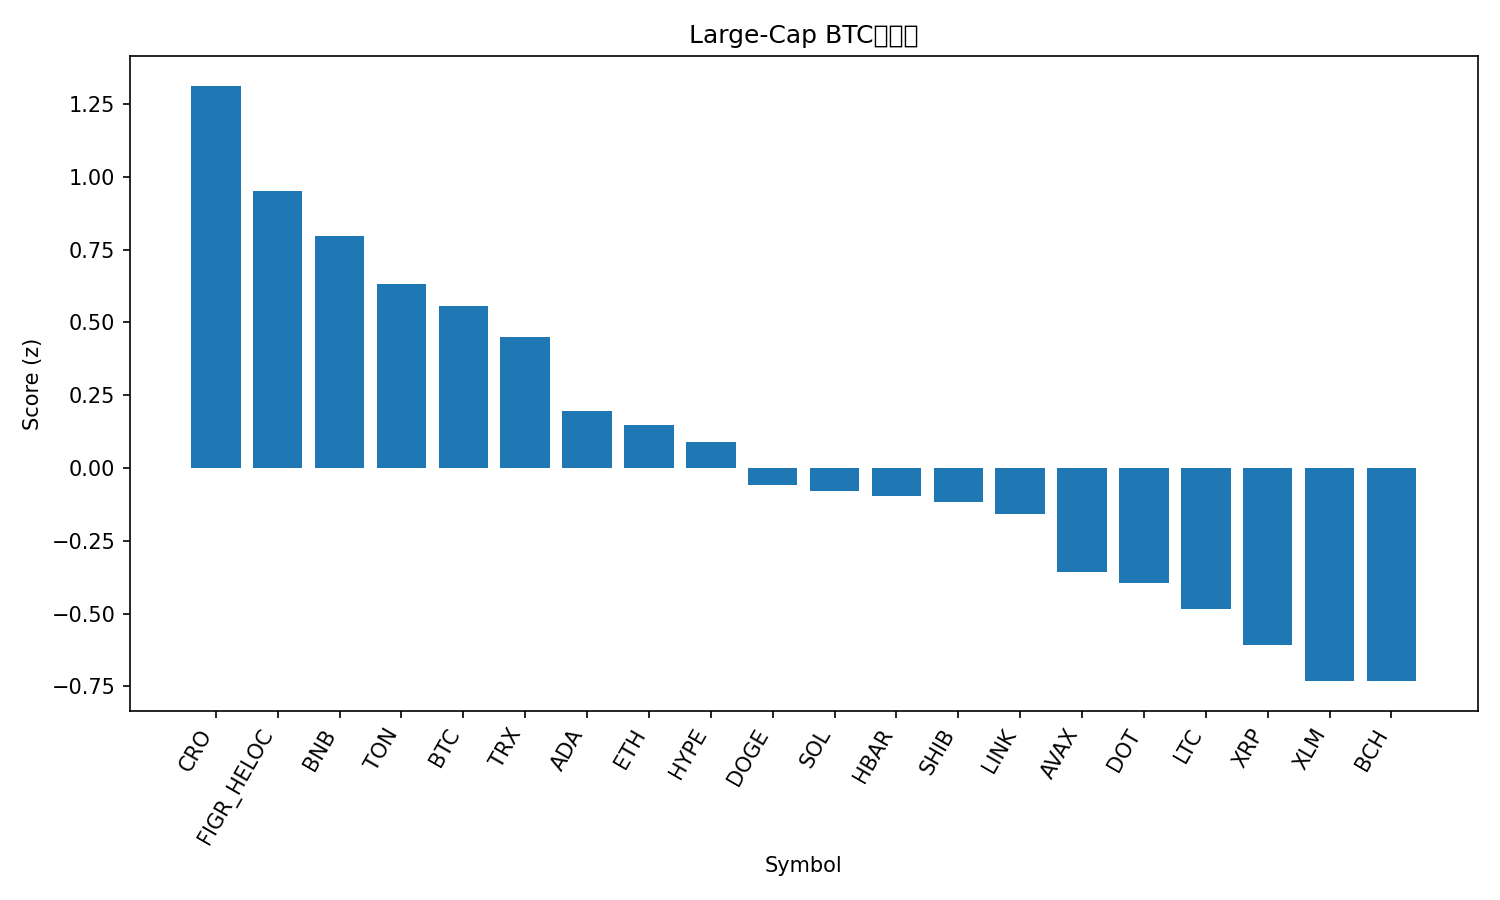 Large-Cap BTC
1.25
1.00
0.75
0.50
0.25
0.00
−0.25
−0.50
−0.75
Score (z)
CRO
FIGR_HELOC
BNB
TON
BTC
TRX
ADA
ETH
HYPE
DOGE
SOL
HBAR
SHIB
LINK
AVAX
DOT
LTC
XRP
XLM
BCH
Symbol